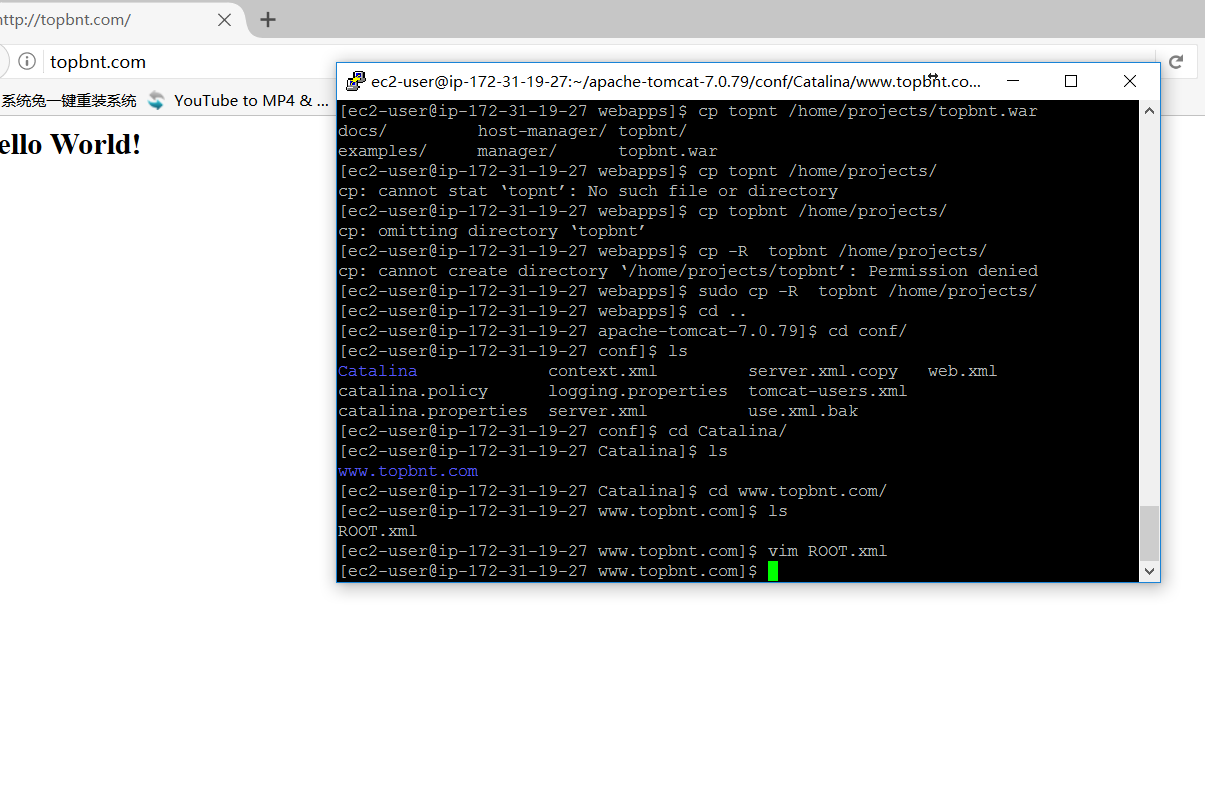 http://topbnt.com/
topbnt.com
系统兔一键重装系统 YouTube to MP4 & ...
ello World!
ec2-user@ip-172-31-19-27:~/apache-tomcat-7.0.79/conf/Catalina/www.topbnt.co...
[ec2-user@ip-172-31-19-27 webapps]$ cp topnt /home/projects/topbnt.war
docs/ host-manager/ topbnt/
examples/ manager/ topbnt.war
[ec2-user@ip-172-31-19-27 webapps]$ cp topnt /home/projects/
cp: cannot stat ‘topnt’: No such file or directory
[ec2-user@ip-172-31-19-27 webapps]$ cp topbnt /home/projects/
cp: omitting directory ‘topbnt’
[ec2-user@ip-172-31-19-27 webapps]$ cp -R  topbnt /home/projects/
cp: cannot create directory ‘/home/projects/topbnt’: Permission denied
[ec2-user@ip-172-31-19-27 webapps]$ sudo cp -R  topbnt /home/projects/
[ec2-user@ip-172-31-19-27 webapps]$ cd ..
[ec2-user@ip-172-31-19-27 apache-tomcat-7.0.79]$ cd conf/
[ec2-user@ip-172-31-19-27 conf]$ ls
Catalina context.xml server.xml.copy web.xml
catalina.policy logging.properties tomcat-users.xml
catalina.properties server.xml use.xml.bak
[ec2-user@ip-172-31-19-27 conf]$ cd Catalina/
[ec2-user@ip-172-31-19-27 Catalina]$ ls
www.topbnt.com
[ec2-user@ip-172-31-19-27 Catalina]$ cd www.topbnt.com/
[ec2-user@ip-172-31-19-27 www.topbnt.com]$ ls
ROOT.xml
[ec2-user@ip-172-31-19-27 www.topbnt.com]$ vim ROOT.xml
[ec2-user@ip-172-31-19-27 www.topbnt.com]$